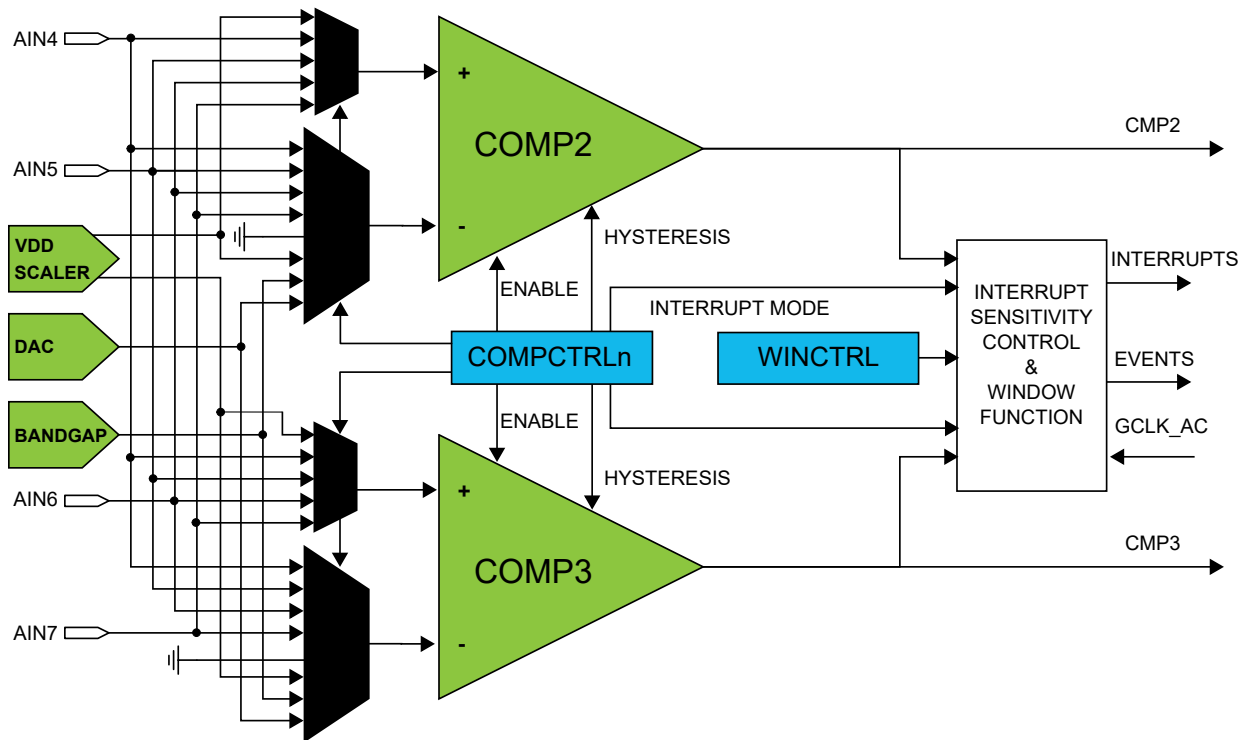 AIN4
+
COMP2
-
CMP2
AIN5
VDD
SCALER
HYSTERESIS
ENABLE
INTERRUPTS
INTERRUPT MODE
INTERRUPT
SENSITIVITY
CONTROL
&
WINDOW
FUNCTION
DAC
COMPCTRLn
WINCTRL
EVENTS
BANDGAP
ENABLE
GCLK_AC
HYSTERESIS
AIN6
+
COMP3
-
CMP3
AIN7